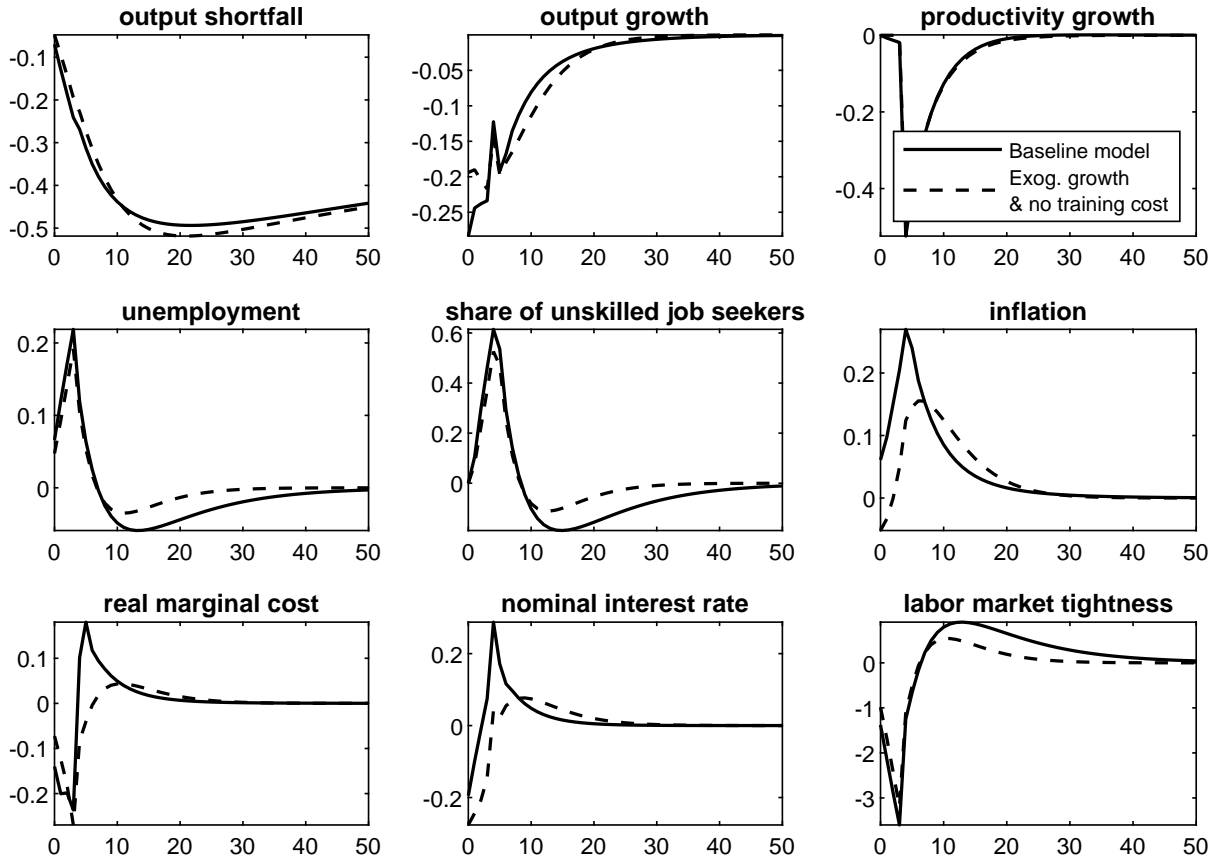 output shortfall
-0.1
-0.2
-0.3
-0.4
-0.5
0 10 20 30 40 50
output growth
-0.05
-0.1
-0.15
-0.2
-0.25
0 10 20 30 40 50
productivity growth
0
-0.2
-0.4
Baseline model
Exog. growth
& no training cost
0 10 20 30 40 50
unemployment
0.2
0.1
0
0 10 20 30 40 50
share of unskilled job seekers
0.6
0.4
0.2
0
0 10 20 30 40 50
inflation
0.2
0.1
0
0 10 20 30 40 50
real marginal cost
0.1
0
-0.1
-0.2
0 10 20 30 40 50
nominal interest rate
0.2
0
-0.2
0 10 20 30 40 50
labor market tightness
0
-1
-2
-3
0 10 20 30 40 50